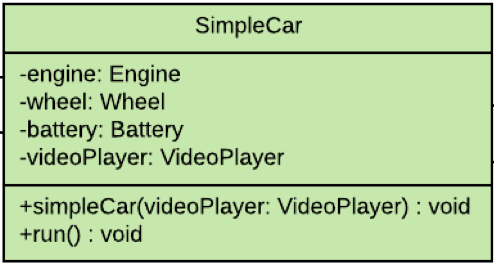 SimpleCar
-engine: Engine
-wheel: Wheel
-battery: Battery
-videoPlayer: VideoPlayer
+simpleCar(videoPlayer: VideoPlayer) : void
+run() : void